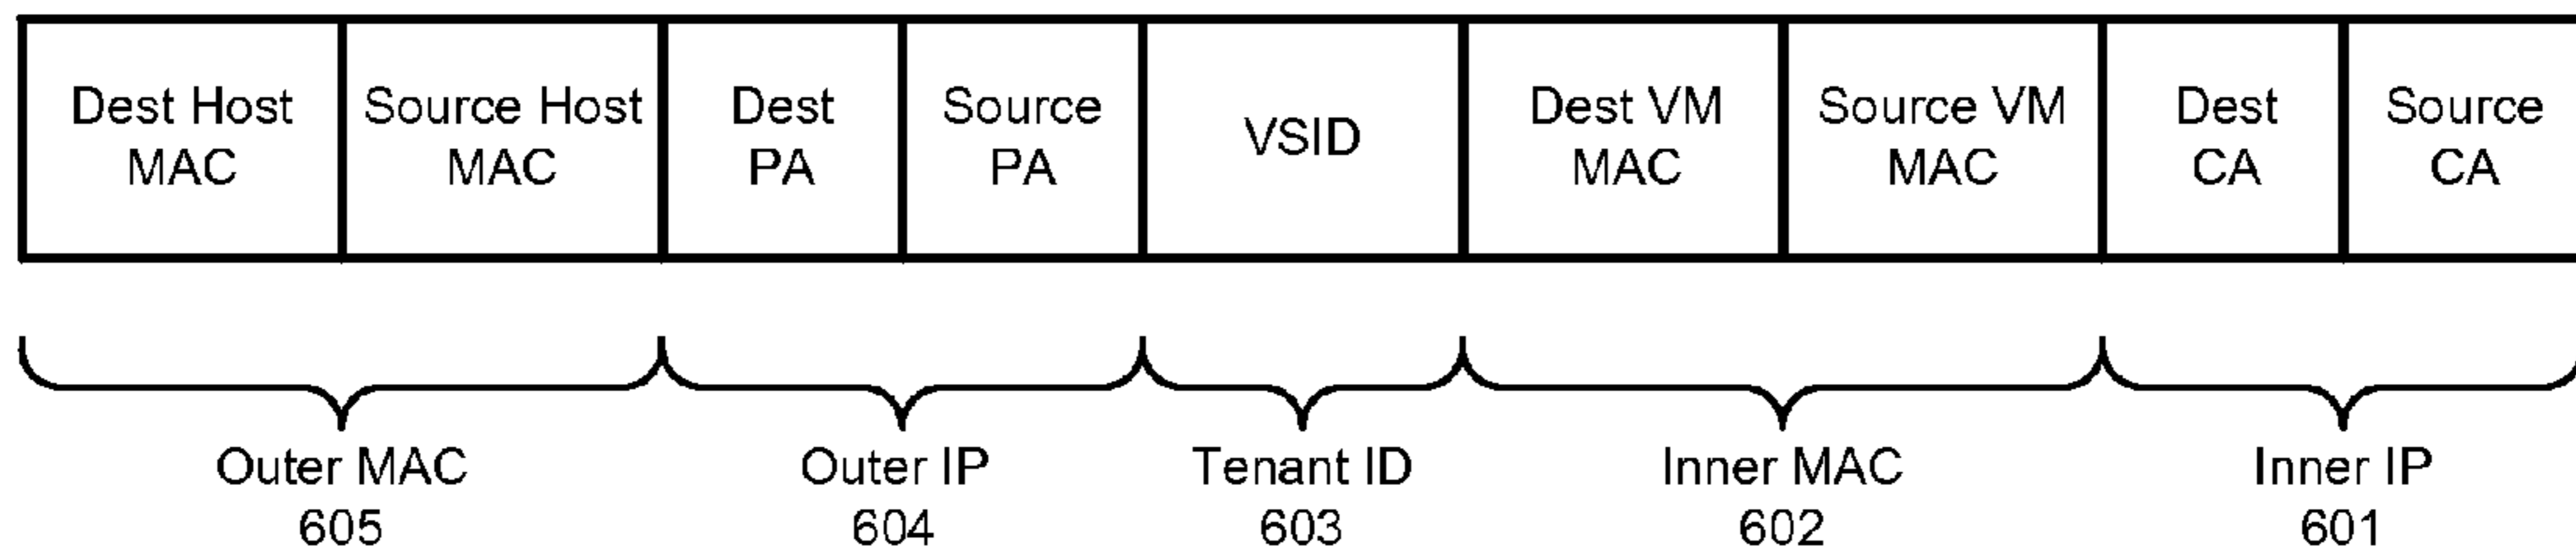 Dest Host
MAC
Source Host
MAC
Dest
PA
Source
PA
VSID
Dest VM
MAC
Source VM
MAC
Dest
CA
Source
CA
Outer MAC
605
Outer IP
604
Tenant ID
603
Inner MAC
602
Inner IP
601